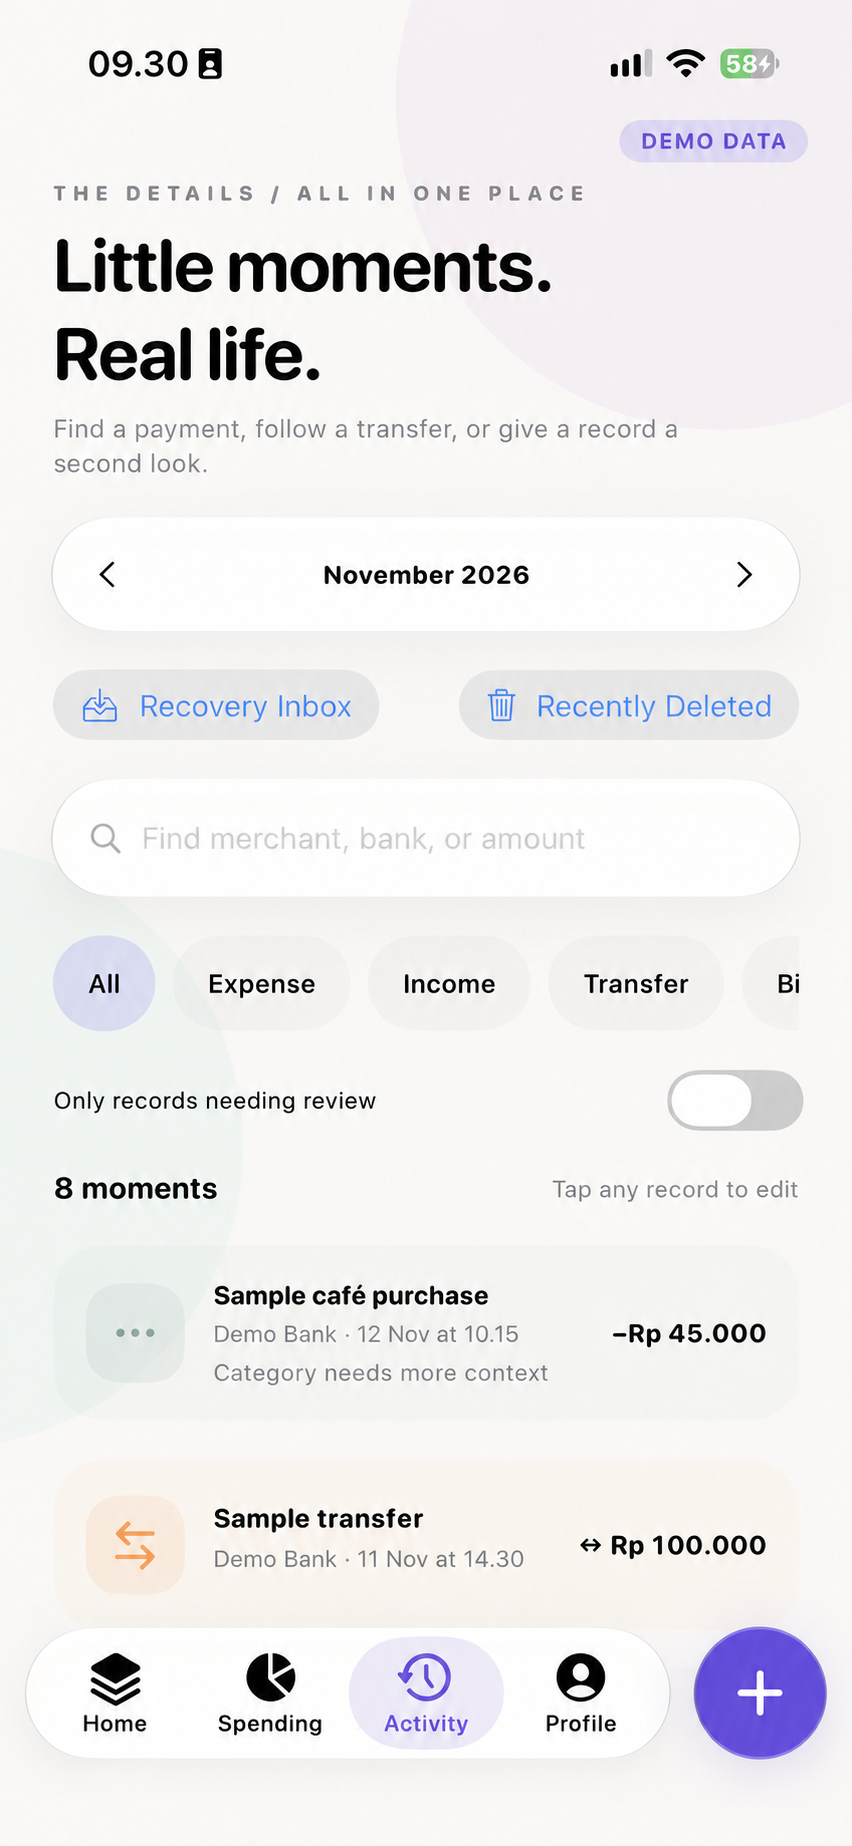 09.30
58
DEMO DATA
THE DETAILS / ALL IN ONE PLACE
Little moments.
Real life.
Find a payment, follow a transfer, or give a record a
second look.
November 2026
Recovery Inbox
Recently Deleted
Find merchant, bank, or amount
All
Expense
Income
Transfer
Bi
Only records needing review
8 moments
Tap any record to edit
Sample café purchase
Demo Bank · 12 Nov at 10.15
Category needs more context
−Rp 45.000
Sample transfer
Demo Bank · 11 Nov at 14.30
↔ Rp 100.000
Home
Spending
Activity
Profile